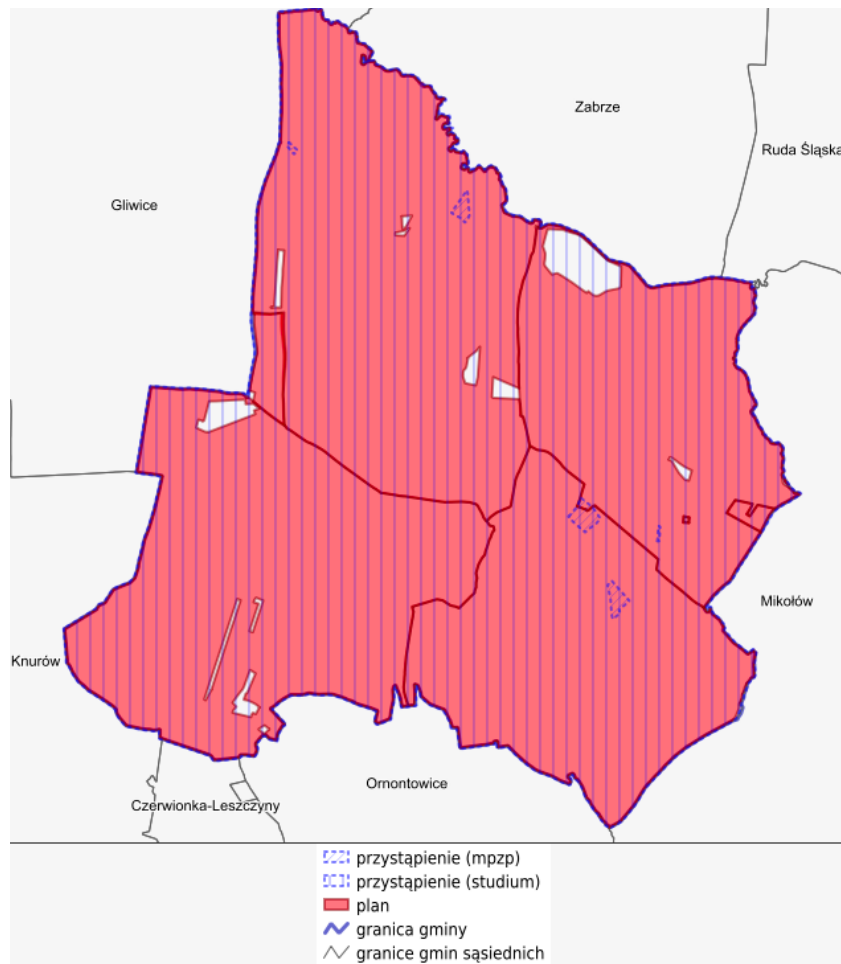 Zabrze
Ruda Śląska
Gliwice
Mikołów
Knurów
Ornontowice
Czerwionka-Leszczyny
przystąpienie (mpzp)
przystąpienie (studium)
plan
granica gminy
granice gmin sąsiednich